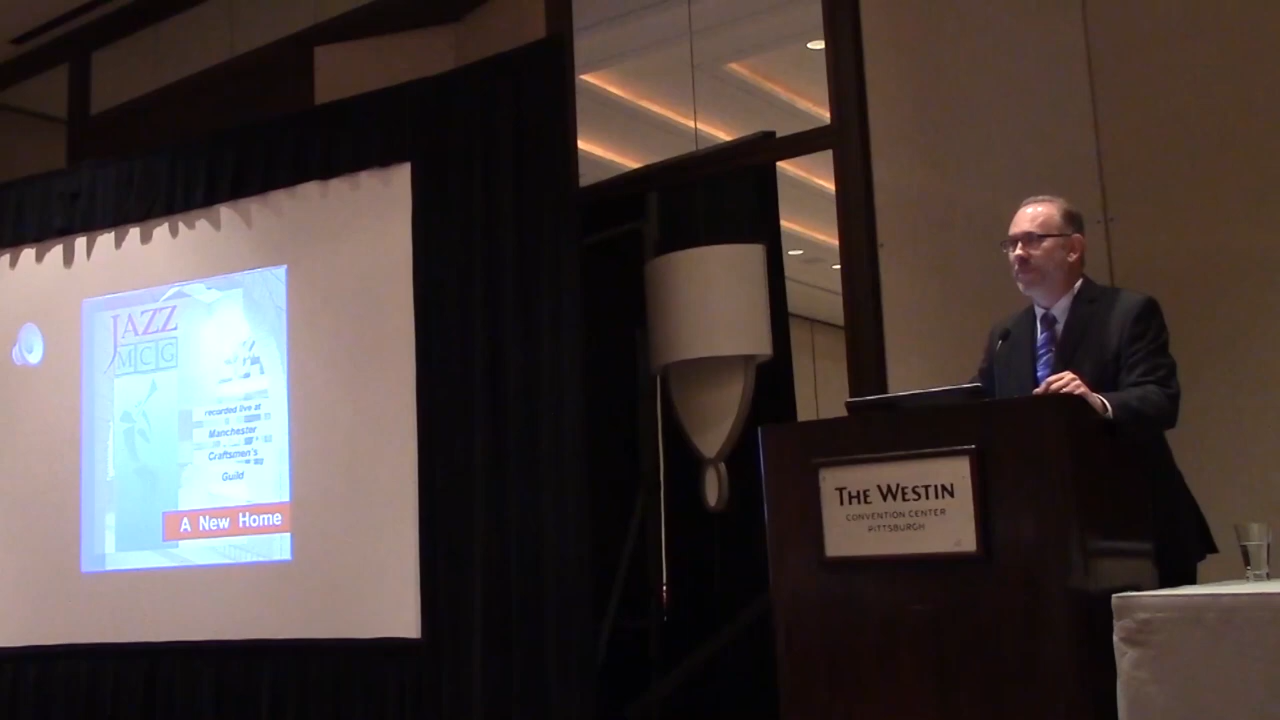 JAZZ
MCG
recorded live at
Manchester
Craftsmen's
Guild
A New Home
THE WESTIN
CONVENTION CENTER
PITTSBURGH